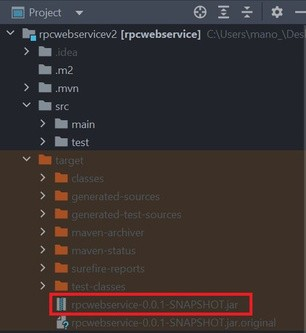 Project
rpcwebservicev2 [rpcwebservice] C:\Users\mano_\Des
.idea
.m2
.mvn
src
main
test
target
classes
generated-sources
generated-test-sources
maven-archiver
maven-status
surefire-reports
test-classes
rpcwebservice-0.0.1-SNAPSHOT.jar
rpcwebservice-0.0.1-SNAPSHOT.jar.original